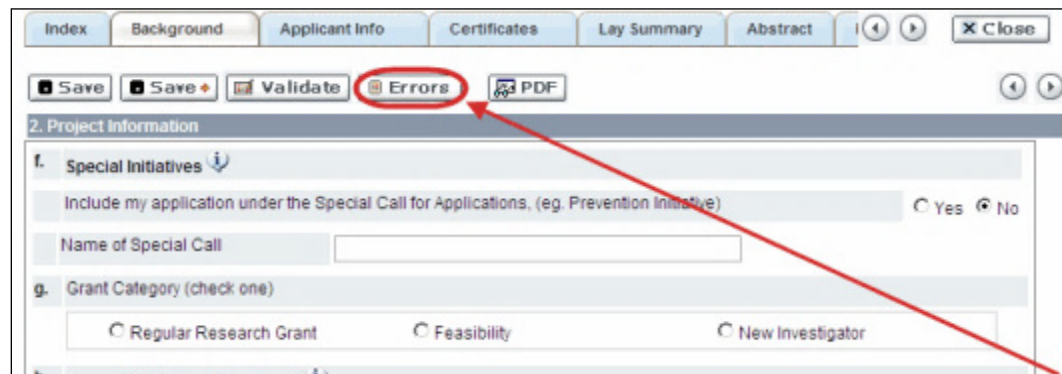 Index Background Applicant Info Certificates Lay Summary Abstract Close
Save Save Validate Errors PDF
2. Project Information
f. Special Initiatives
Include my application under the Special Call for Applications, (eg. Prevention Initiative) Yes No
Name of Special Call
g. Grant Category (check one)
Regular Research Grant Feasibility New Investigator